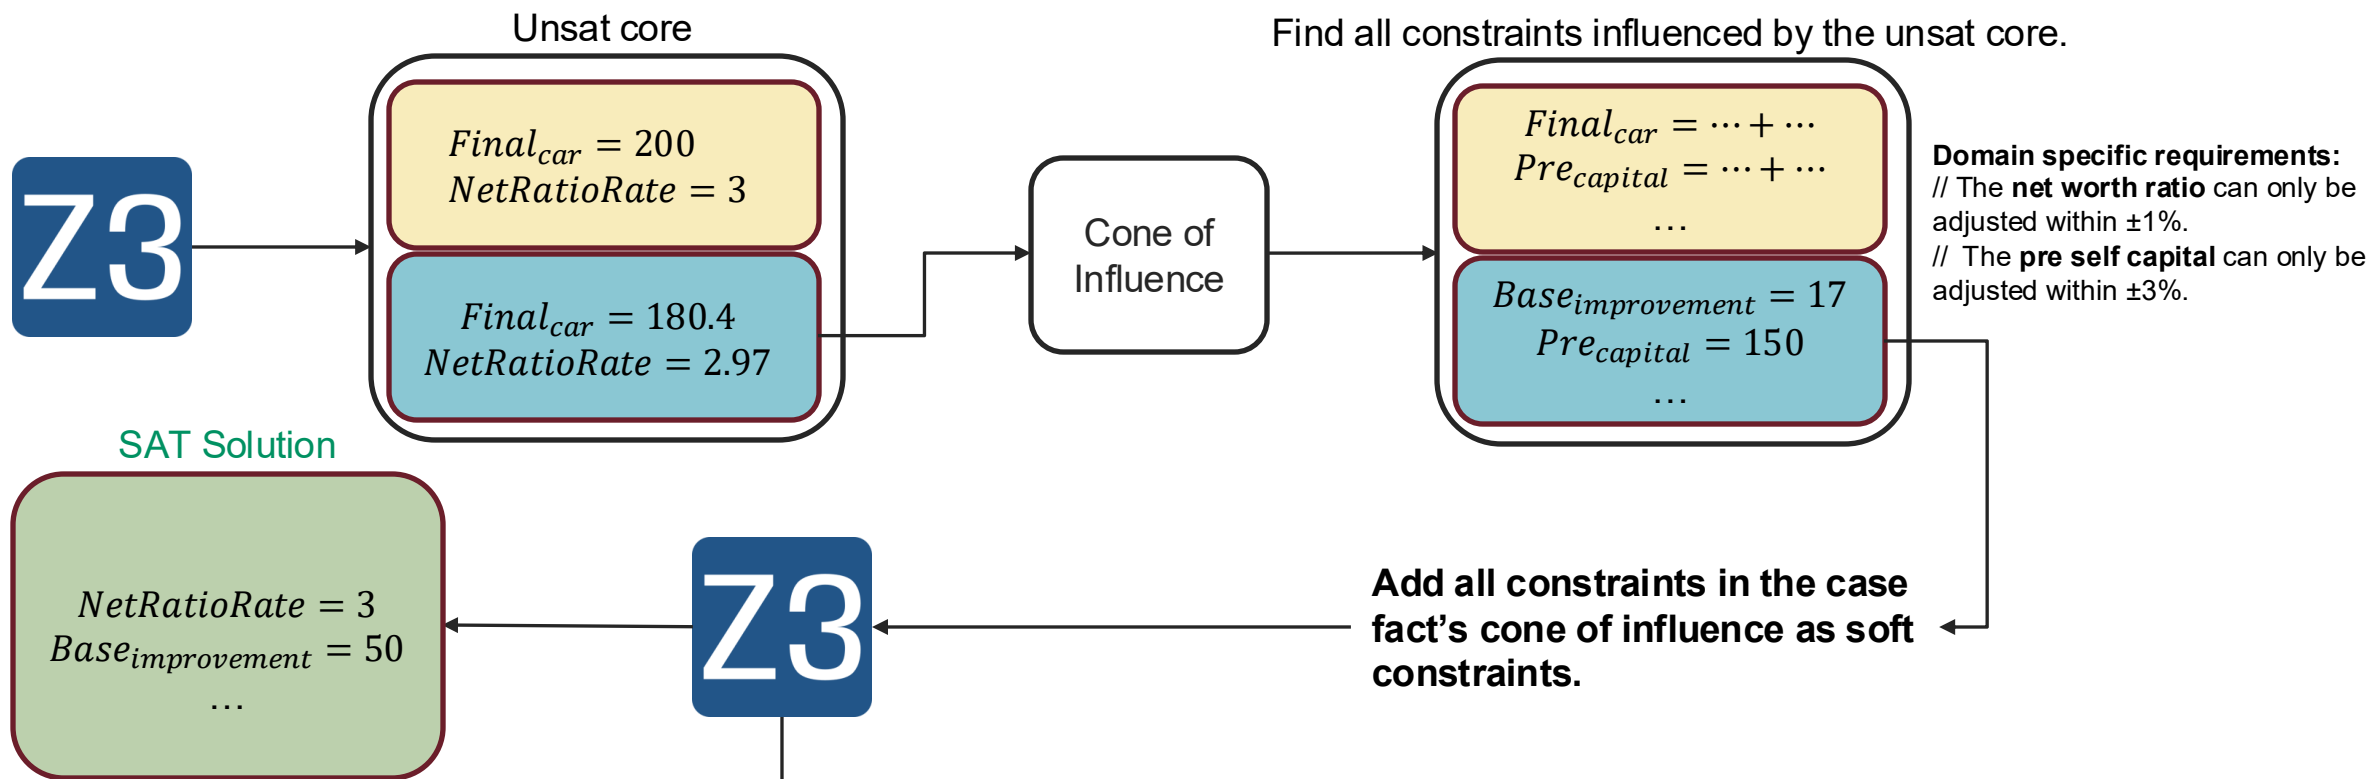 Unsat core
Find all constraints influenced by the unsat core.
Z3
Final_car = 200
NetRatioRate = 3
Final_car = 180.4
NetRatioRate = 2.97
Cone of
Influence
Final_car = ⋯ + ⋯
Pre_capital = ⋯ + ⋯
…
Base_improvement = 17
Pre_capital = 150
…
Domain specific requirements:
// The net worth ratio can only be
adjusted within ±1%.
// The pre self capital can only be
adjusted within ±3%.
SAT Solution
NetRatioRate = 3
Base_improvement = 50
…
Z3
Add all constraints in the case
fact’s cone of influence as soft
constraints.